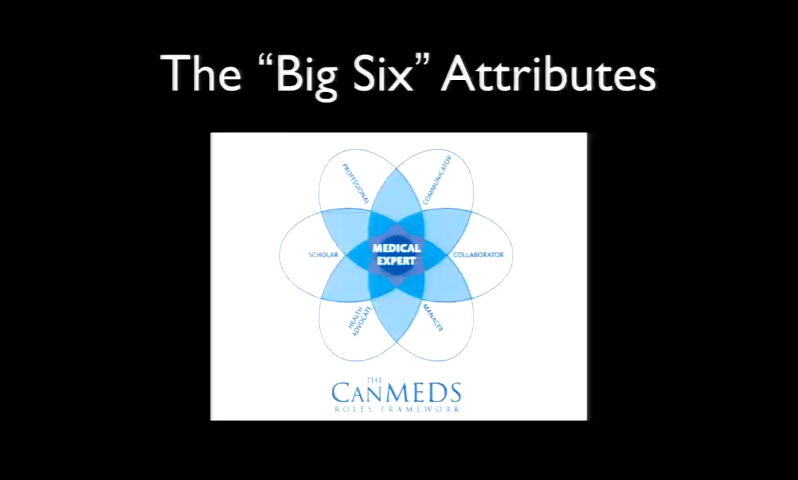 The “Big Six” Attributes
PROFESSIONAL
COMMUNICATOR
SCHOLAR
MEDICAL
EXPERT
COLLABORATOR
HEALTH
ADVOCATE
MANAGER
THE
CANMEDS
ROLES FRAMEWORK